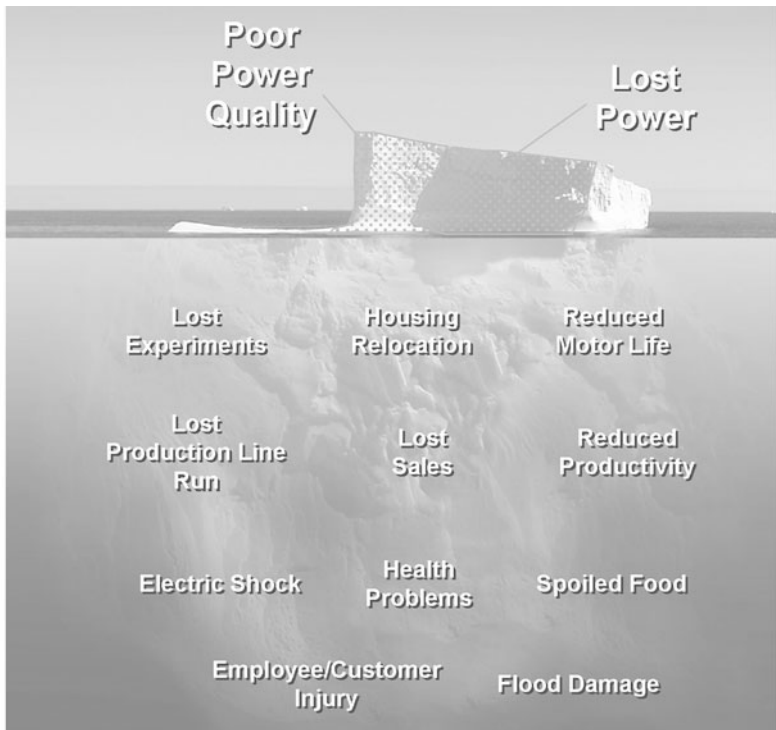 Poor
Power
Quality
Lost
Power
Lost
Experiments
Housing
Relocation
Reduced
Motor Life
Lost
Production Line
Run
Lost
Sales
Reduced
Productivity
Electric Shock
Health
Problems
Spoiled Food
Employee/Customer
Injury
Flood Damage